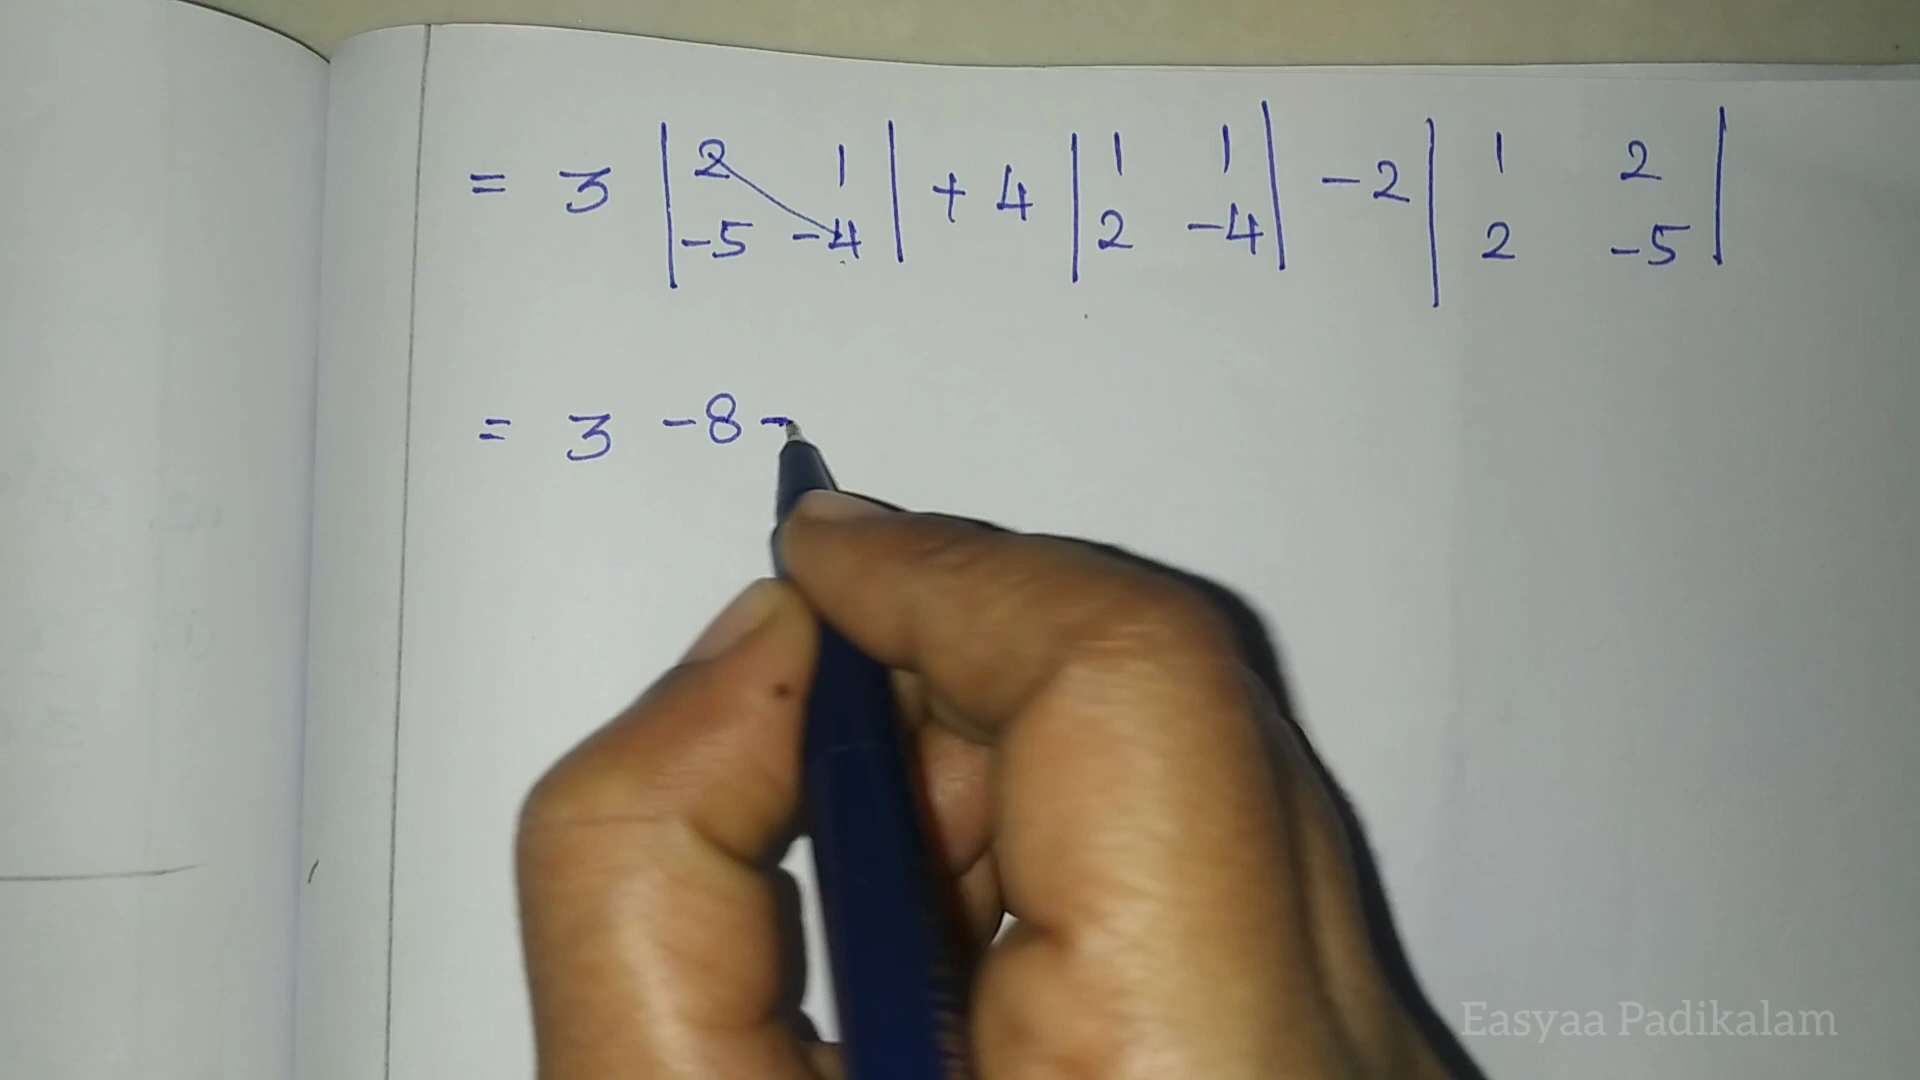 = 3 | 2 1 | + 4 | 1 1 | - 2 | 1 2 |
| -5 -4 | | 2 -4 | | 2 -5 |
= 3 -8 -
Easyaa Padikalam